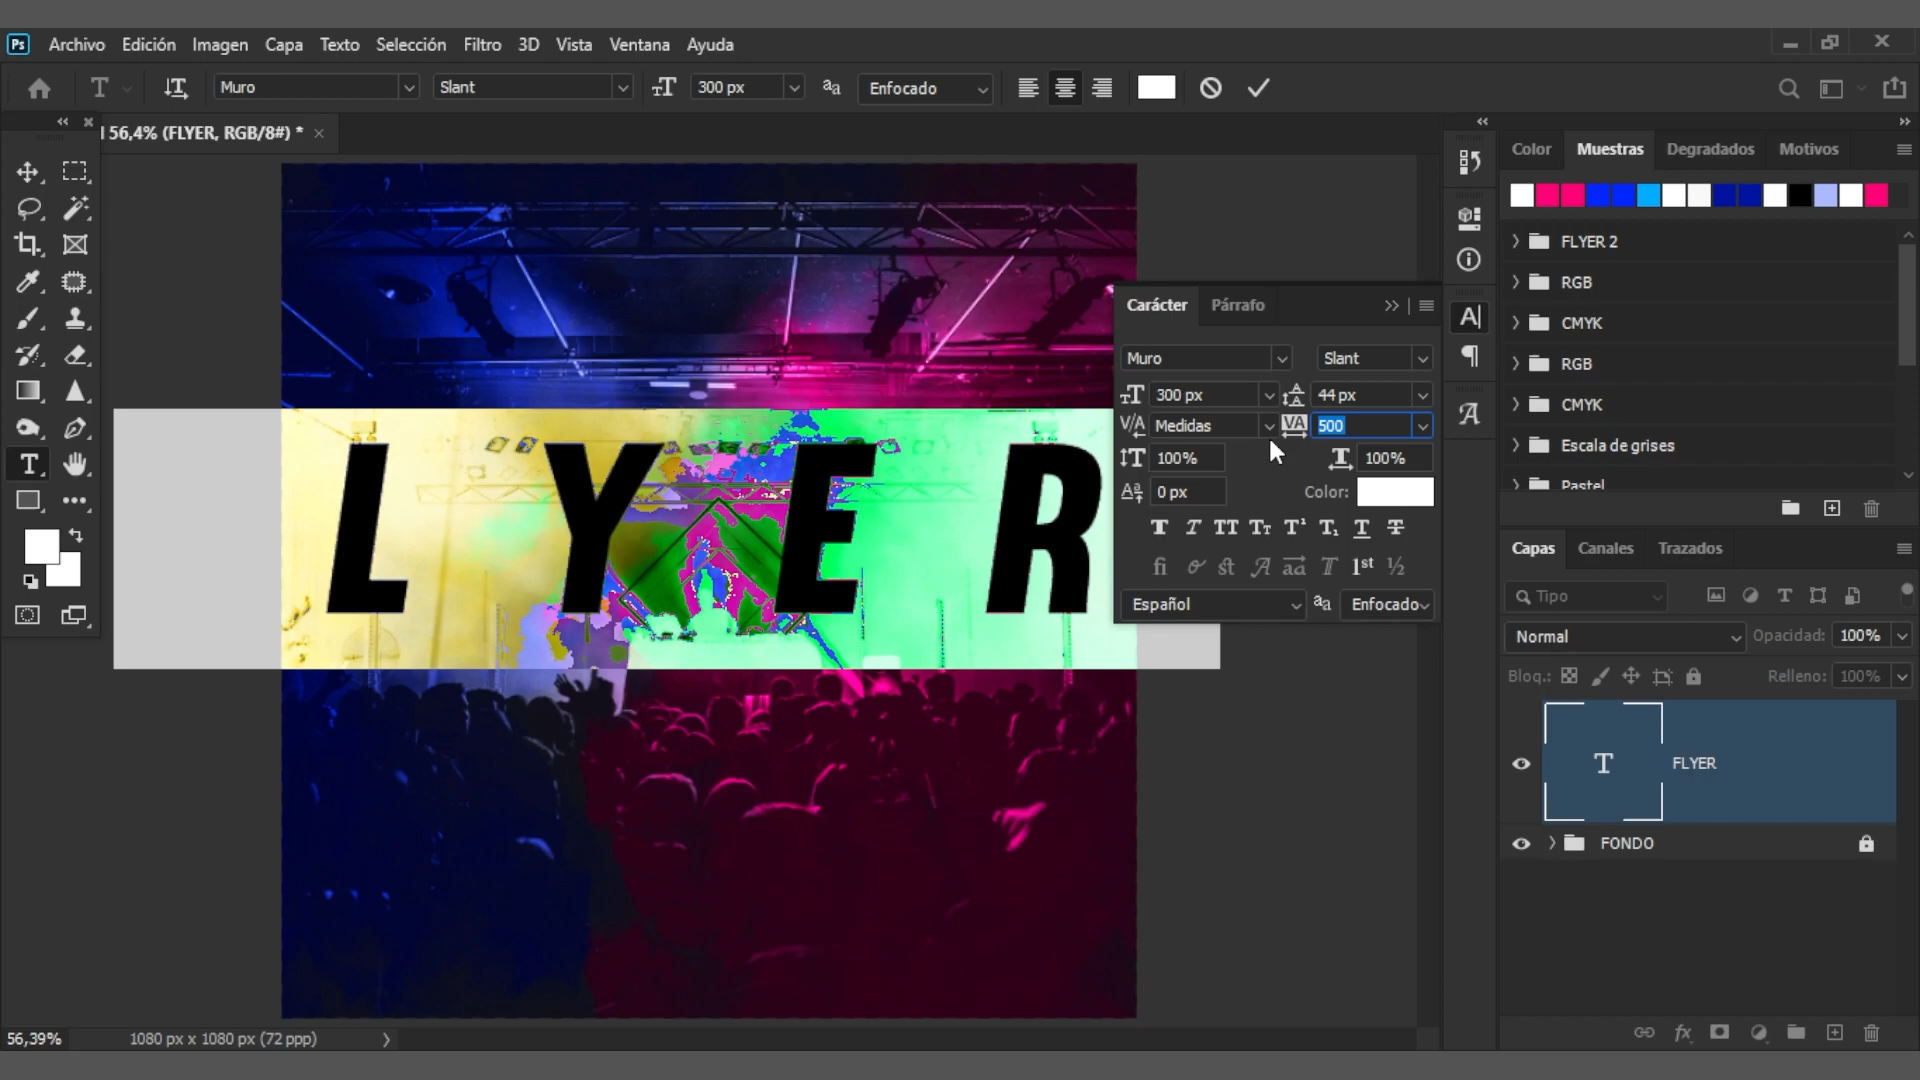 Ps Archivo Edición Imagen Capa Texto Selección Filtro 3D Vista Ventana Ayuda
T Muro Slant 300 px Enfocado
56,4% (FLYER, RGB/8#) *
Color Muestras Degradados Motivos
FLYER 2
RGB
CMYK
RGB
CMYK
Escala de grises
Pastel
Carácter Párrafo
Muro Slant
300 px 44 px
Medidas 500
100% 100%
0 px Color:
Español Enfocado
LYER
Capas Canales Trazados
Tipo
Normal Opacidad: 100%
Bloq.: Relleno: 100%
T FLYER
FONDO
56,39% 1080 px x 1080 px (72 ppp)